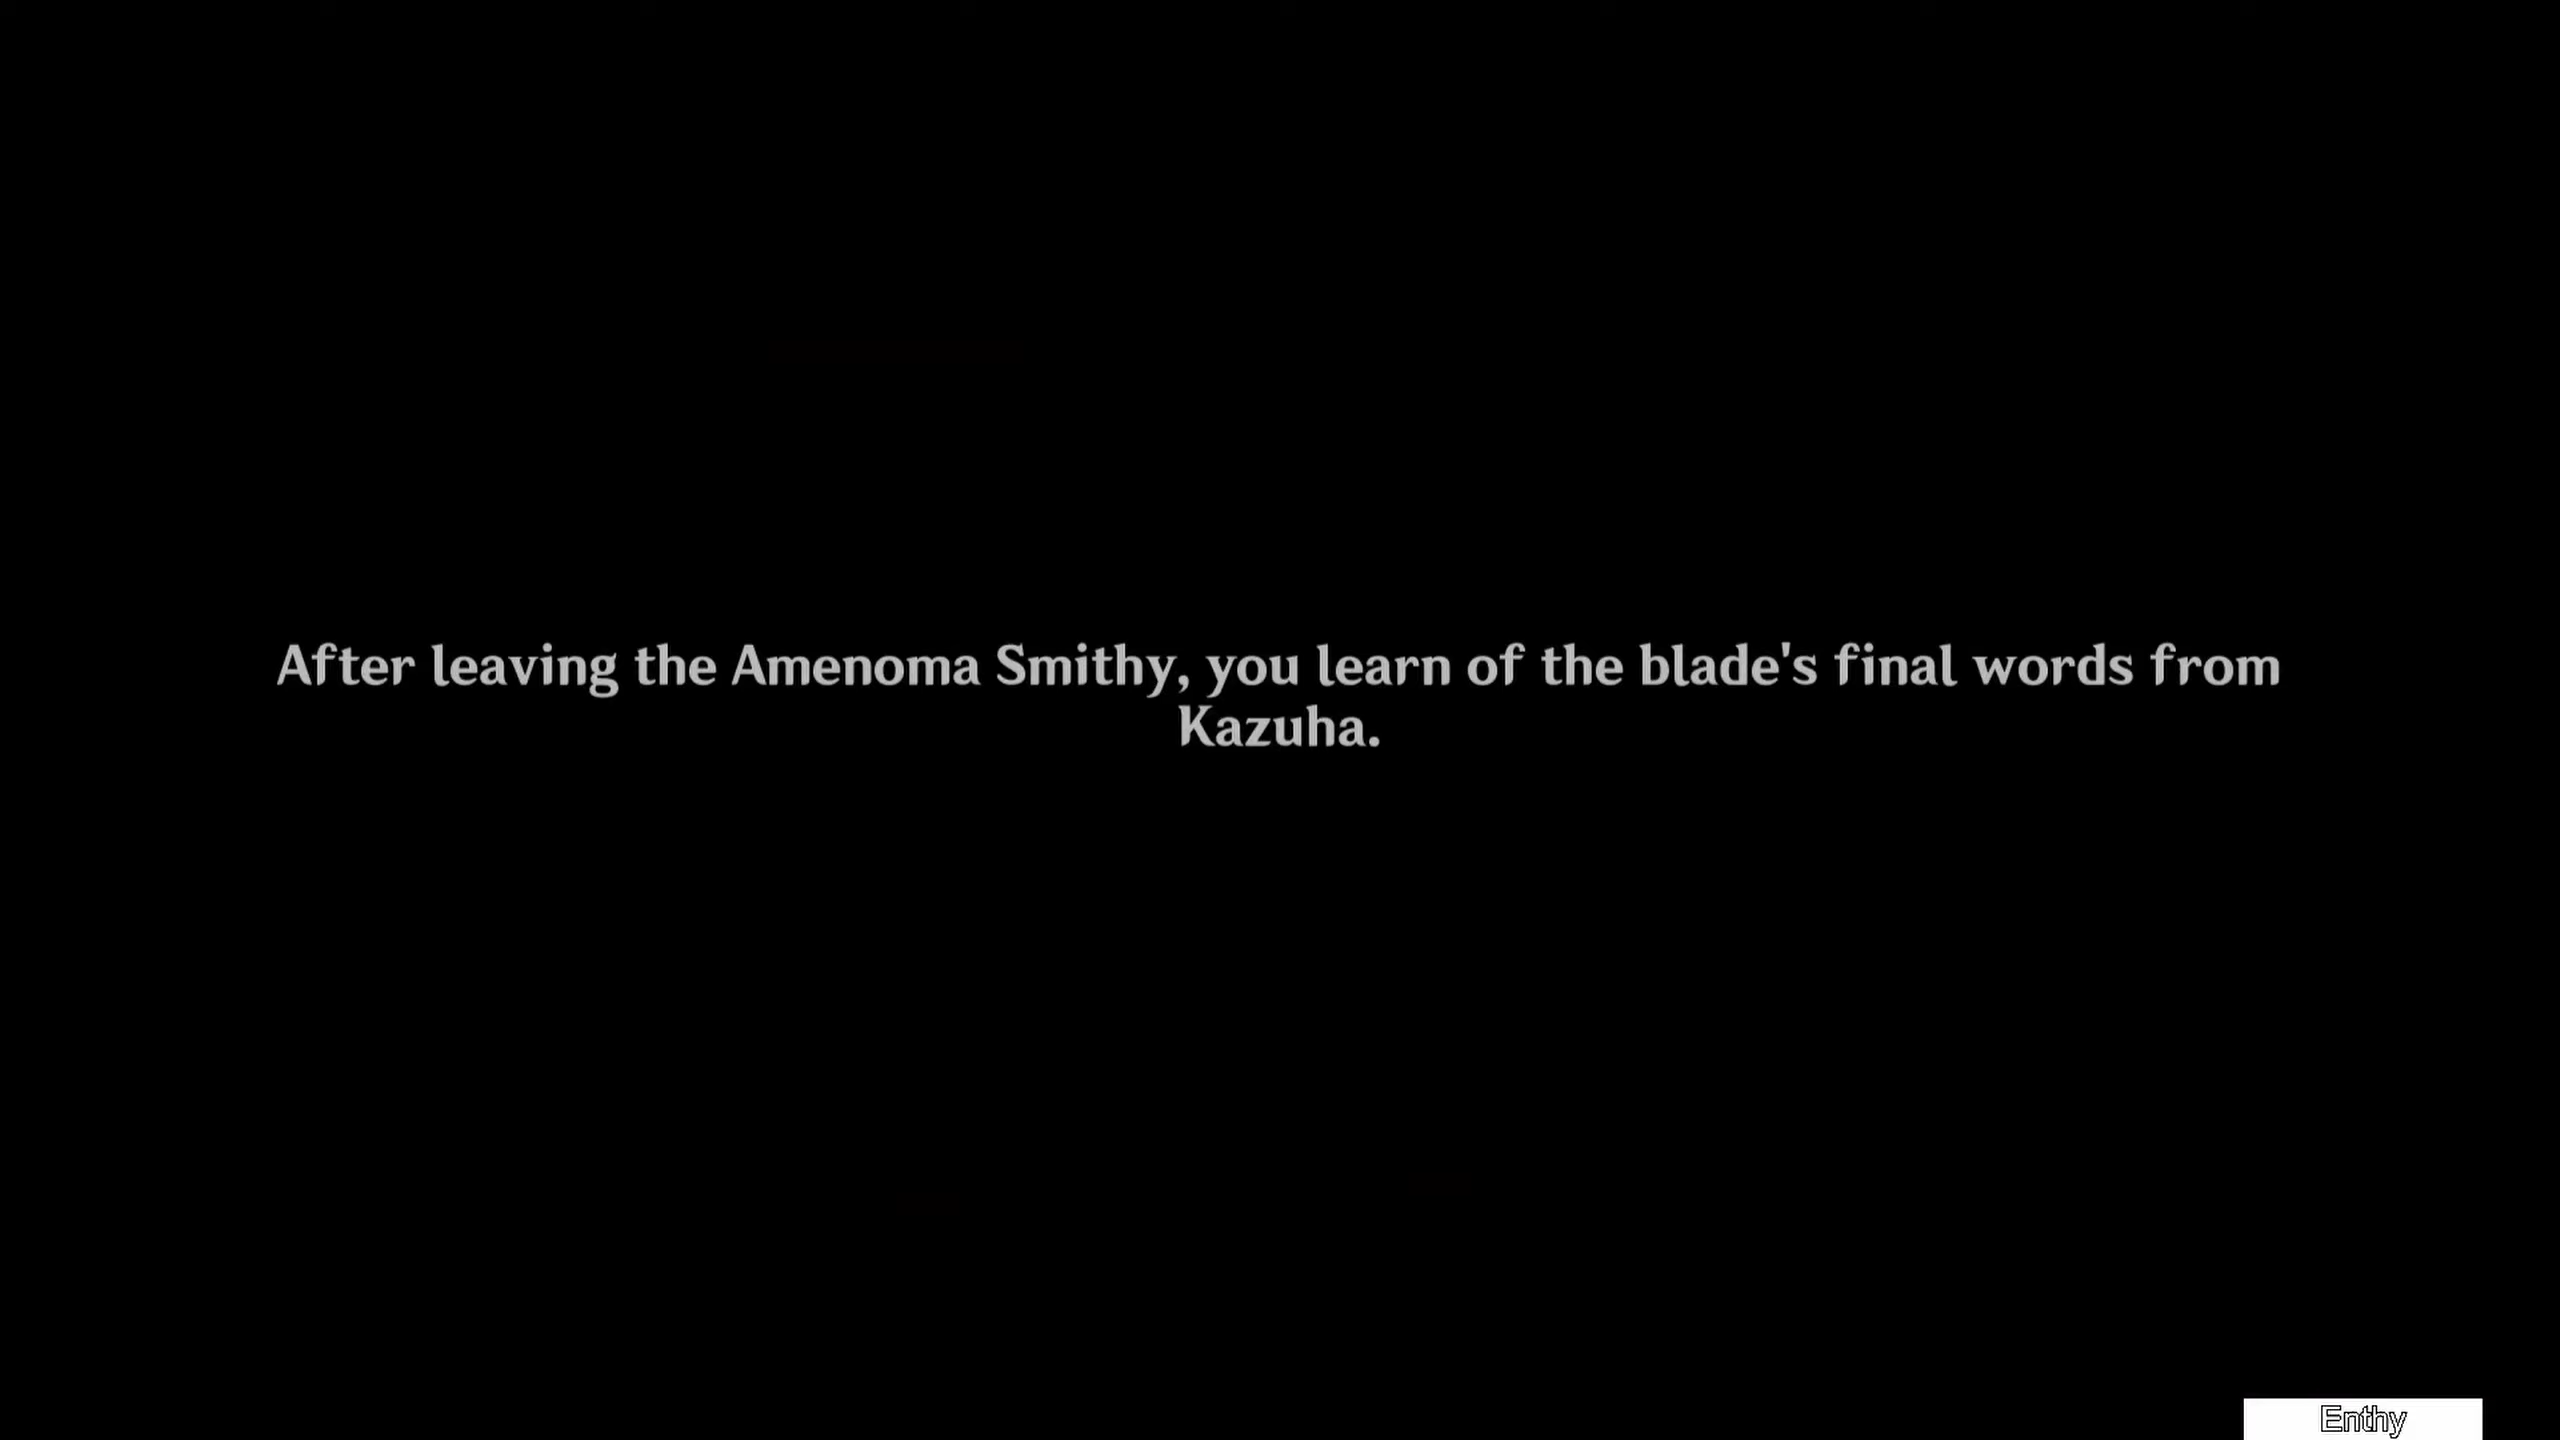 After leaving the Amenoma Smithy, you learn of the blade's final words from
Kazuha.
Enthy